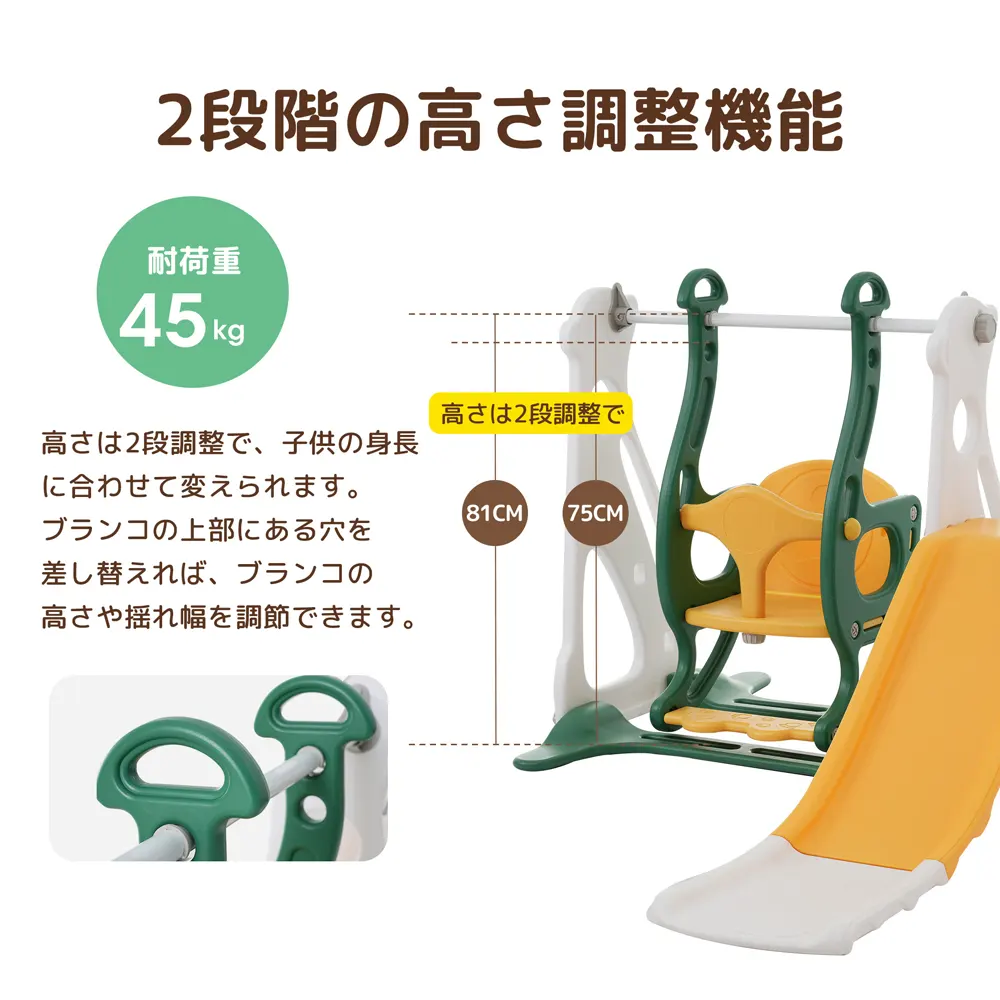 2段階の高さ調整機能
耐荷重
45kg
高さは2段調整で
高さは2段調整で、子供の身長
に合わせて変えられます。
ブランコの上部にある穴を
差し替えれば、ブランコの
高さや揺れ幅を調節できます。
81CM
75CM